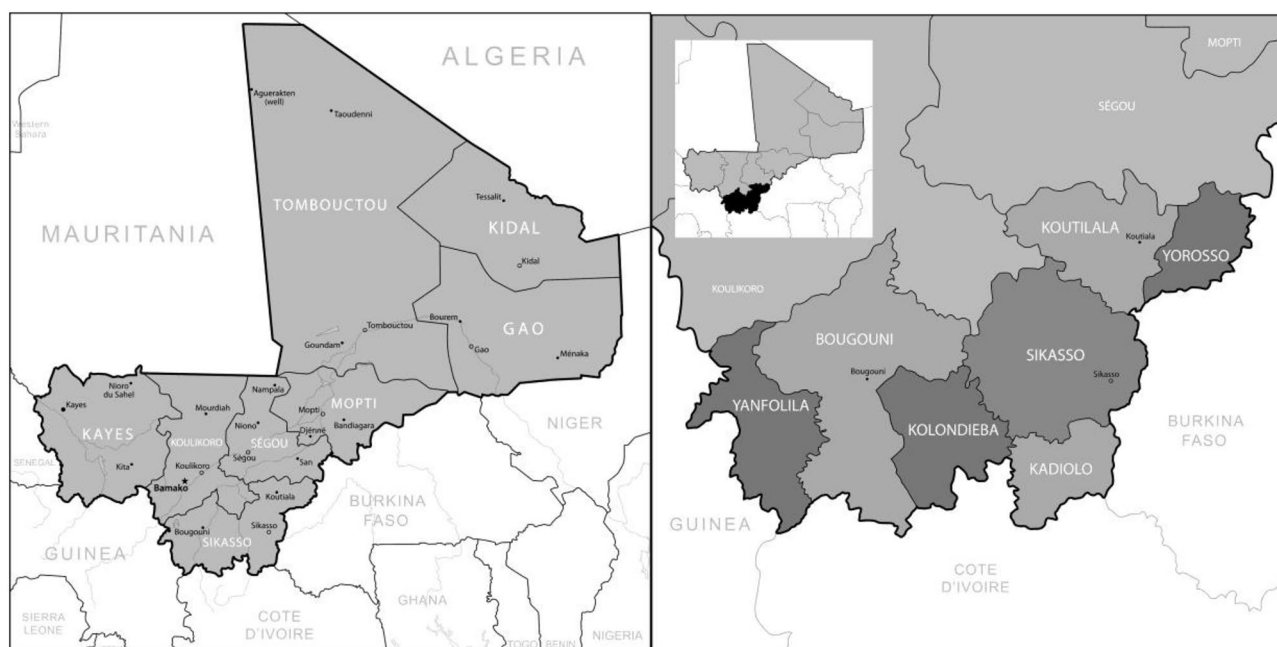 ALGERIA
Aguerakten
(well)
Taoudenni
Western
Sahara
TOMBOUCTOU
Tessalit
KIDAL
MAURITANIA
Kidal
Tombouctou
Bourem
GAO
Goundam
Gao
Ménaka
Nioro
du Sahel
Nampala
Kayes
Mourdiah
Mopti
MOPTI
KAYES
Niono
Bandiagara
NIGER
KOULIKORO
SÉGOU
Djénné
SENEGAL
Kita
Koulikoro
Ségou
San
Bamako
Koutiala
BURKINA
FASO
Bougouni
Sikasso
SIKASSO
GUINEA
GHANA
SIERRA
LEONE
COTE
D'IVOIRE
TOGO
BENIN
NIGERIA
MOPTI
SÉGOU
KOUTILALA
Koutiala
YOROSSO
KOULIKORO
BOUGOUNI
Bougouni
SIKASSO
Sikasso
YANFOLILA
KOLONDIEBA
BURKINA
FASO
KADIOLO
GUINEA
COTE
D'IVOIRE